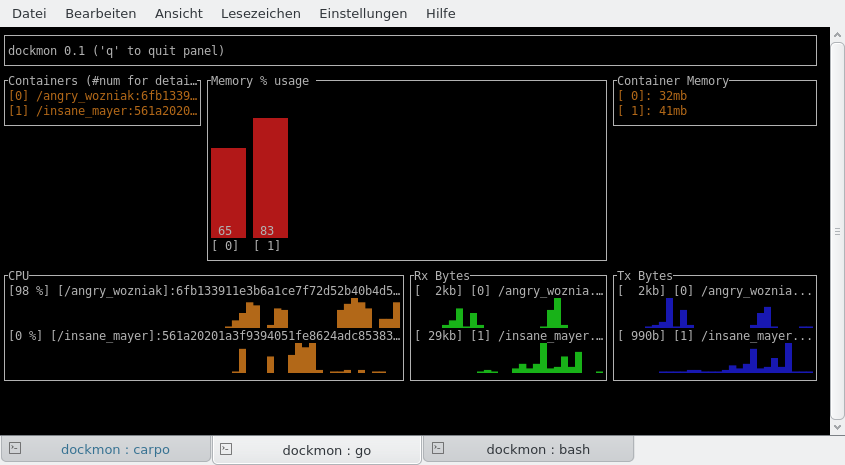 Datei Bearbeiten Ansicht Lesezeichen Einstellungen Hilfe
dockmon 0.1 ('q' to quit panel)
Containers (#num for detai…
[0] /angry_wozniak:6fb1339…
[1] /insane_mayer:561a2020…
Memory % usage
65 83
[ 0] [ 1]
Container Memory
[ 0]: 32mb
[ 1]: 41mb
CPU
[98 %] [/angry_wozniak]:6fb133911e3b6a1ce7f72d52b40b4d5…
[0 %] [/insane_mayer]:561a20201a3f9394051fe8624adc85383…
Rx Bytes
[  2kb] [0] /angry_woznia.…
[ 29kb] [1] /insane_mayer.…
Tx Bytes
[  2kb] [0] /angry_woznia...
[ 990b] [1] /insane_mayer...
dockmon : carpo
dockmon : go
dockmon : bash